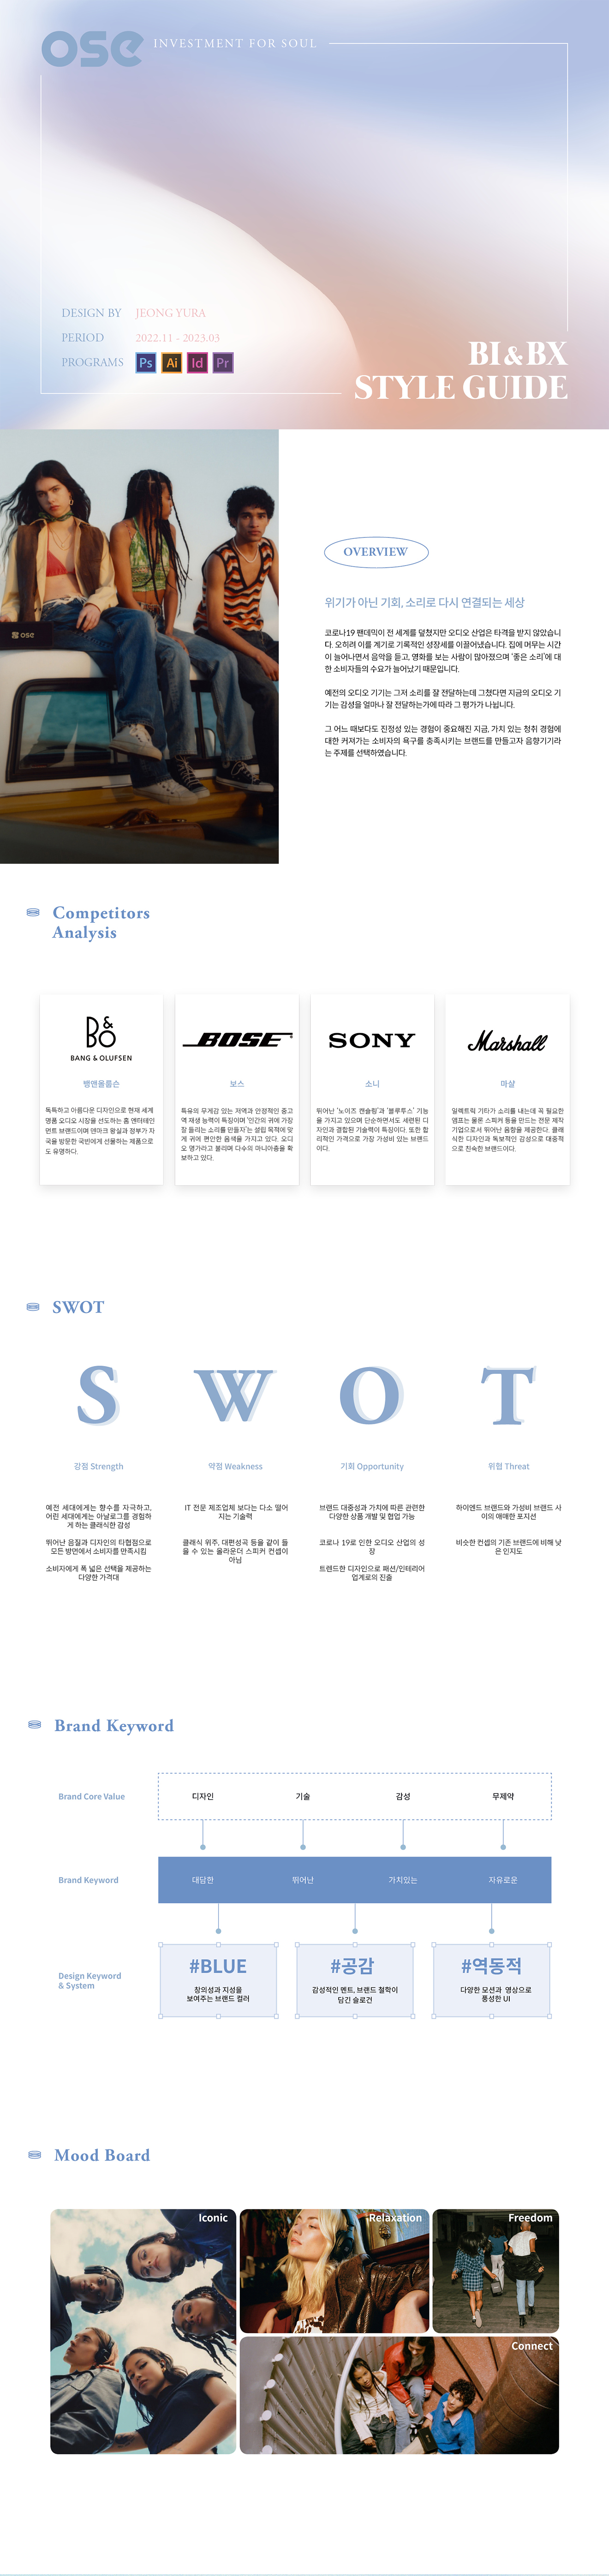 ose INVESTMENT FOR SOUL
DESIGN BY JEONG YURA
PERIOD 2022.11 - 2023.03
PROGRAMS Ps Ai Id Pr
BI & BX
STYLE GUIDE
ose
OVERVIEW
위기가 아닌 기회, 소리로 다시 연결되는 세상
코로나19 팬데믹이 전 세계를 덮쳤지만 오디오 산업은 타격을 받지 않았습니
다. 오히려 이를 계기로 기록적인 성장세를 이끌어냈습니다. 집에 머무는 시간
이 늘어나면서 음악을 듣고, 영화를 보는 사람이 많아졌으며 '좋은 소리'에 대
한 소비자들의 수요가 늘어났기 때문입니다.
예전의 오디오 기기는 그저 소리를 잘 전달하는데 그쳤다면 지금의 오디오 기
기는 감성을 얼마나 잘 전달하는가에 따라 그 평가가 나뉩니다.
그 어느 때보다도 진정성 있는 경험이 중요해진 지금, 가치 있는 청취 경험에
대한 커져가는 소비자의 욕구를 충족시키는 브랜드를 만들고자 음향기기라
는 주제를 선택하였습니다.
Competitors
Analysis
B&O
BANG & OLUFSEN
뱅앤올룹슨
독특하고 아름다운 디자인으로 현재 세계
명품 오디오 시장을 선도하는 홈 엔터테인
먼트 브랜드이며 덴마크 왕실과 정부가 자
국을 방문한 국빈에게 선물하는 제품으로
도 유명하다.
BOSE
보스
특유의 무게감 있는 저역과 안정적인 중고
역 재생 능력이 특징이며 '인간의 귀에 가장
잘 들리는 소리를 만들자'는 설립 목적에 맞
게 귀에 편안한 음색을 가지고 있다. 오디
오 명가라고 불리며 다수의 마니아층을 확
보하고 있다.
SONY
소니
뛰어난 '노이즈 캔슬링'과 '블루투스' 기능
을 가지고 있으며 단순하면서도 세련된 디
자인과 결합된 기술력이 특징이다. 또한 합
리적인 가격으로 가장 가성비 있는 브랜드
이다.
Marshall
마샬
일렉트릭 기타가 소리를 내는데 꼭 필요한
앰프는 물론 스피커 등을 만드는 전문 제작
기업으로서 뛰어난 음향을 제공한다. 클래
식한 디자인과 독보적인 감성으로 대중적
으로 친숙한 브랜드이다.
SWOT
S
W
O
T
강점 Strength
약점 Weakness
기회 Opportunity
위협 Threat
예전 세대에게는 향수를 자극하고,
어린 세대에게는 아날로그를 경험하
게 하는 클래식한 감성
뛰어난 음질과 디자인의 타협점으로
모든 방면에서 소비자를 만족시킴
소비자에게 폭 넓은 선택을 제공하는
다양한 가격대
IT 전문 제조업체 보다는 다소 떨어
지는 기술력
클래식 위주, 대편성곡 등을 같이 들
을 수 있는 올라운더 스피커 컨셉이
아님
브랜드 대중성과 가치에 따른 관련한
다양한 상품 개발 및 협업 가능
코로나 19로 인한 오디오 산업의 성
장
트렌드한 디자인으로 패션/인테리어
업계로의 진출
하이엔드 브랜드와 가성비 브랜드 사
이의 애매한 포지션
비슷한 컨셉의 기존 브랜드에 비해 낮
은 인지도
Brand Keyword
Brand Core Value
디자인 기술 감성 무제약
Brand Keyword
대담한 뛰어난 가치있는 자유로운
Design Keyword
& System
#BLUE
창의성과 지성을
보여주는 브랜드 컬러
#공감
감성적인 멘트, 브랜드 철학이
담긴 슬로건
#역동적
다양한 모션과 영상으로
풍성한 UI
Mood Board
Iconic
Relaxation
Freedom
Connect